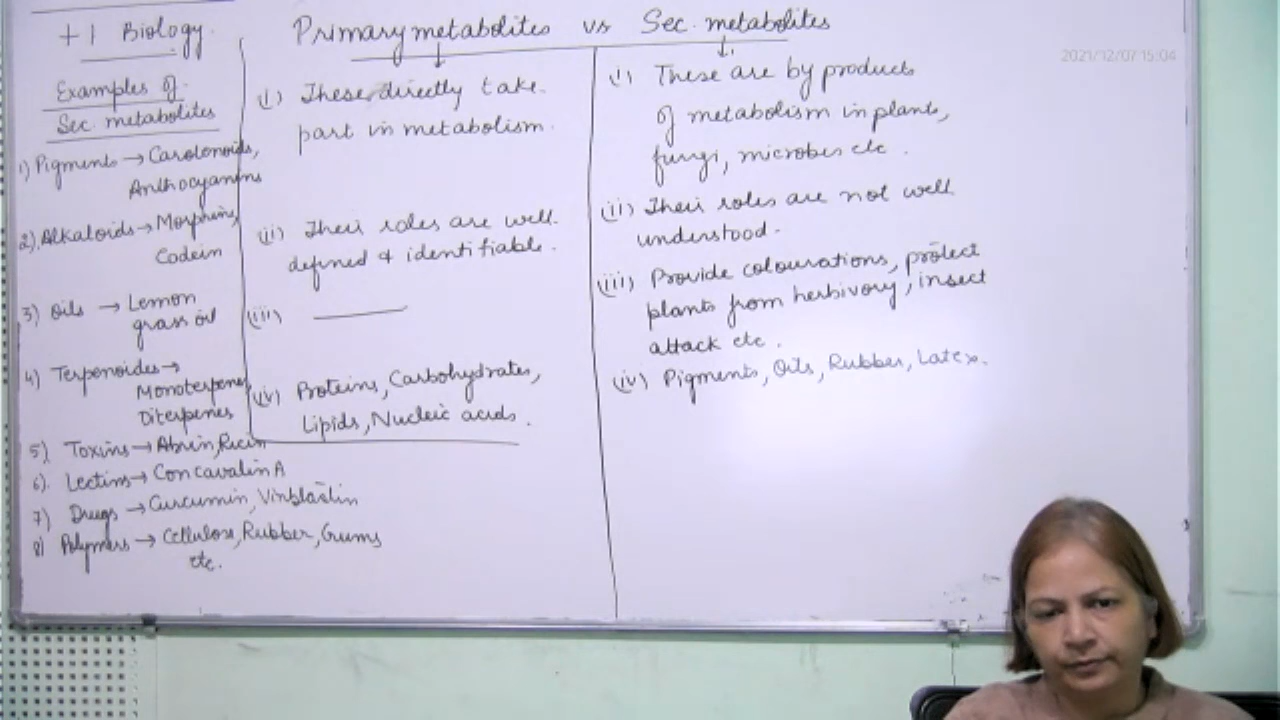 +1 Biology.
Primary metabolites vs Sec. metabolites
2021/12/07 15:04
Examples of
Sec. metabolites
1) Pigments → Carotenoids,
Anthocyanins
2) Alkaloids → Morphine,
Codein
3) Oils → Lemon
grass oil
4) Terpenoides →
Monoterpenes
Diterpenes
5) Toxins → Abrin, Ricin
6) Lectins → Concavalin A
7) Drugs → Curcumin, Vinblastin
8) Polymers → Cellulose, Rubber, Gums
etc.
(i) These directly take
part in metabolism.
(ii) Their roles are well
defined & identifiable.
(iii) —
(iv) Proteins, Carbohydrates,
Lipids, Nucleic acids.
(i) These are by products
of metabolism in plants,
fungi, microbes etc.
(ii) Their roles are not well
understood.
(iii) Provide colourations, protect
plants from herbivory, insect
attack etc.
(iv) Pigments, Oils, Rubber, Latex.